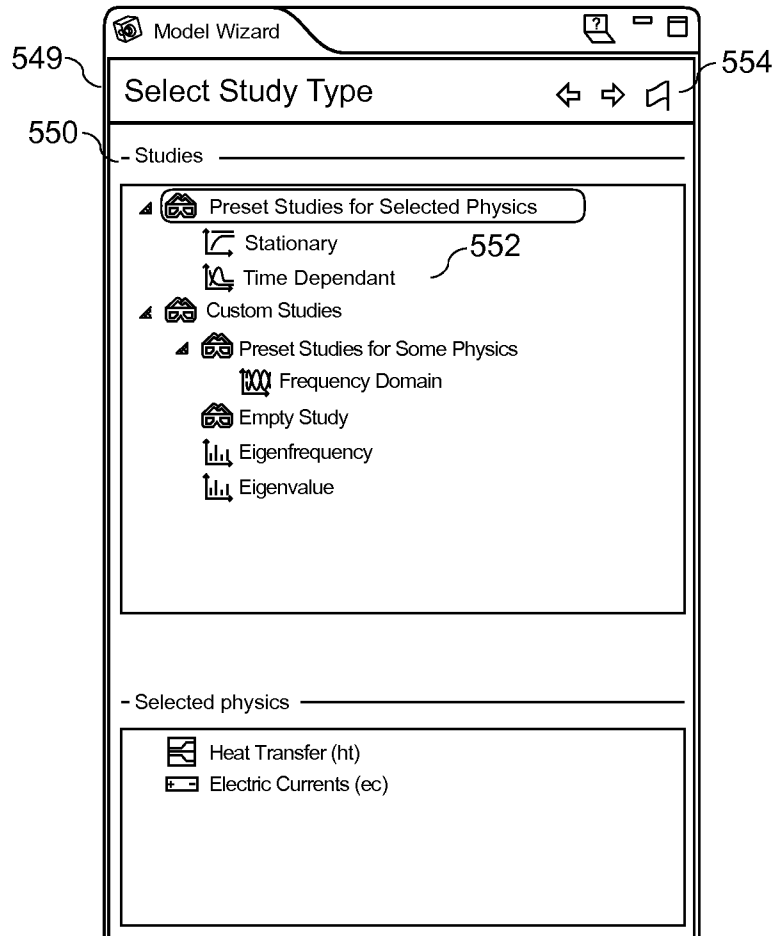 Model Wizard
?
549
Select Study Type
554
550
Studies
Preset Studies for Selected Physics
Stationary
552
Time Dependant
Custom Studies
Preset Studies for Some Physics
Frequency Domain
Empty Study
Eigenfrequency
Eigenvalue
Selected physics
Heat Transfer (ht)
Electric Currents (ec)